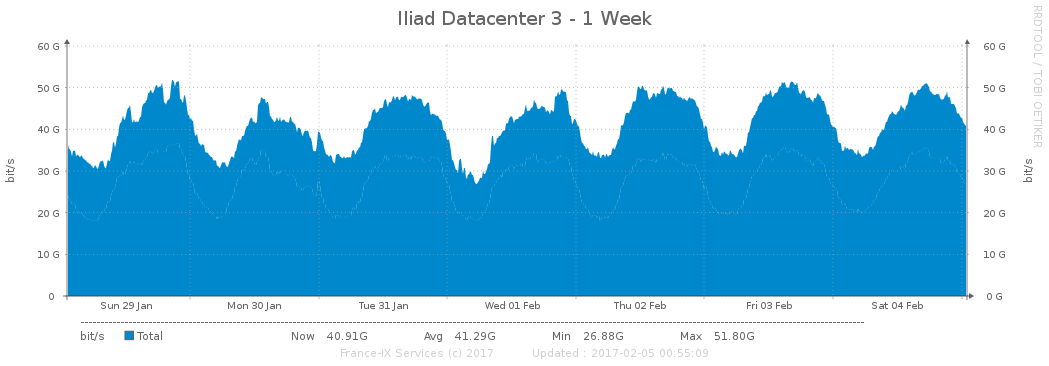 Iliad Datacenter 3 - 1 Week
RRDTOOL / TOBI OETIKER
60 G 60 G
50 G 50 G
40 G 40 G
30 G 30 G
20 G 20 G
10 G 10 G
0 0 G
bit/s
bit/s
Sun 29 Jan Mon 30 Jan Tue 31 Jan Wed 01 Feb Thu 02 Feb Fri 03 Feb Sat 04 Feb
bit/s Total Now 40.91G Avg 41.29G Min 26.88G Max 51.80G
France-IX Services (c) 2017 Updated : 2017-02-05 00:55:09